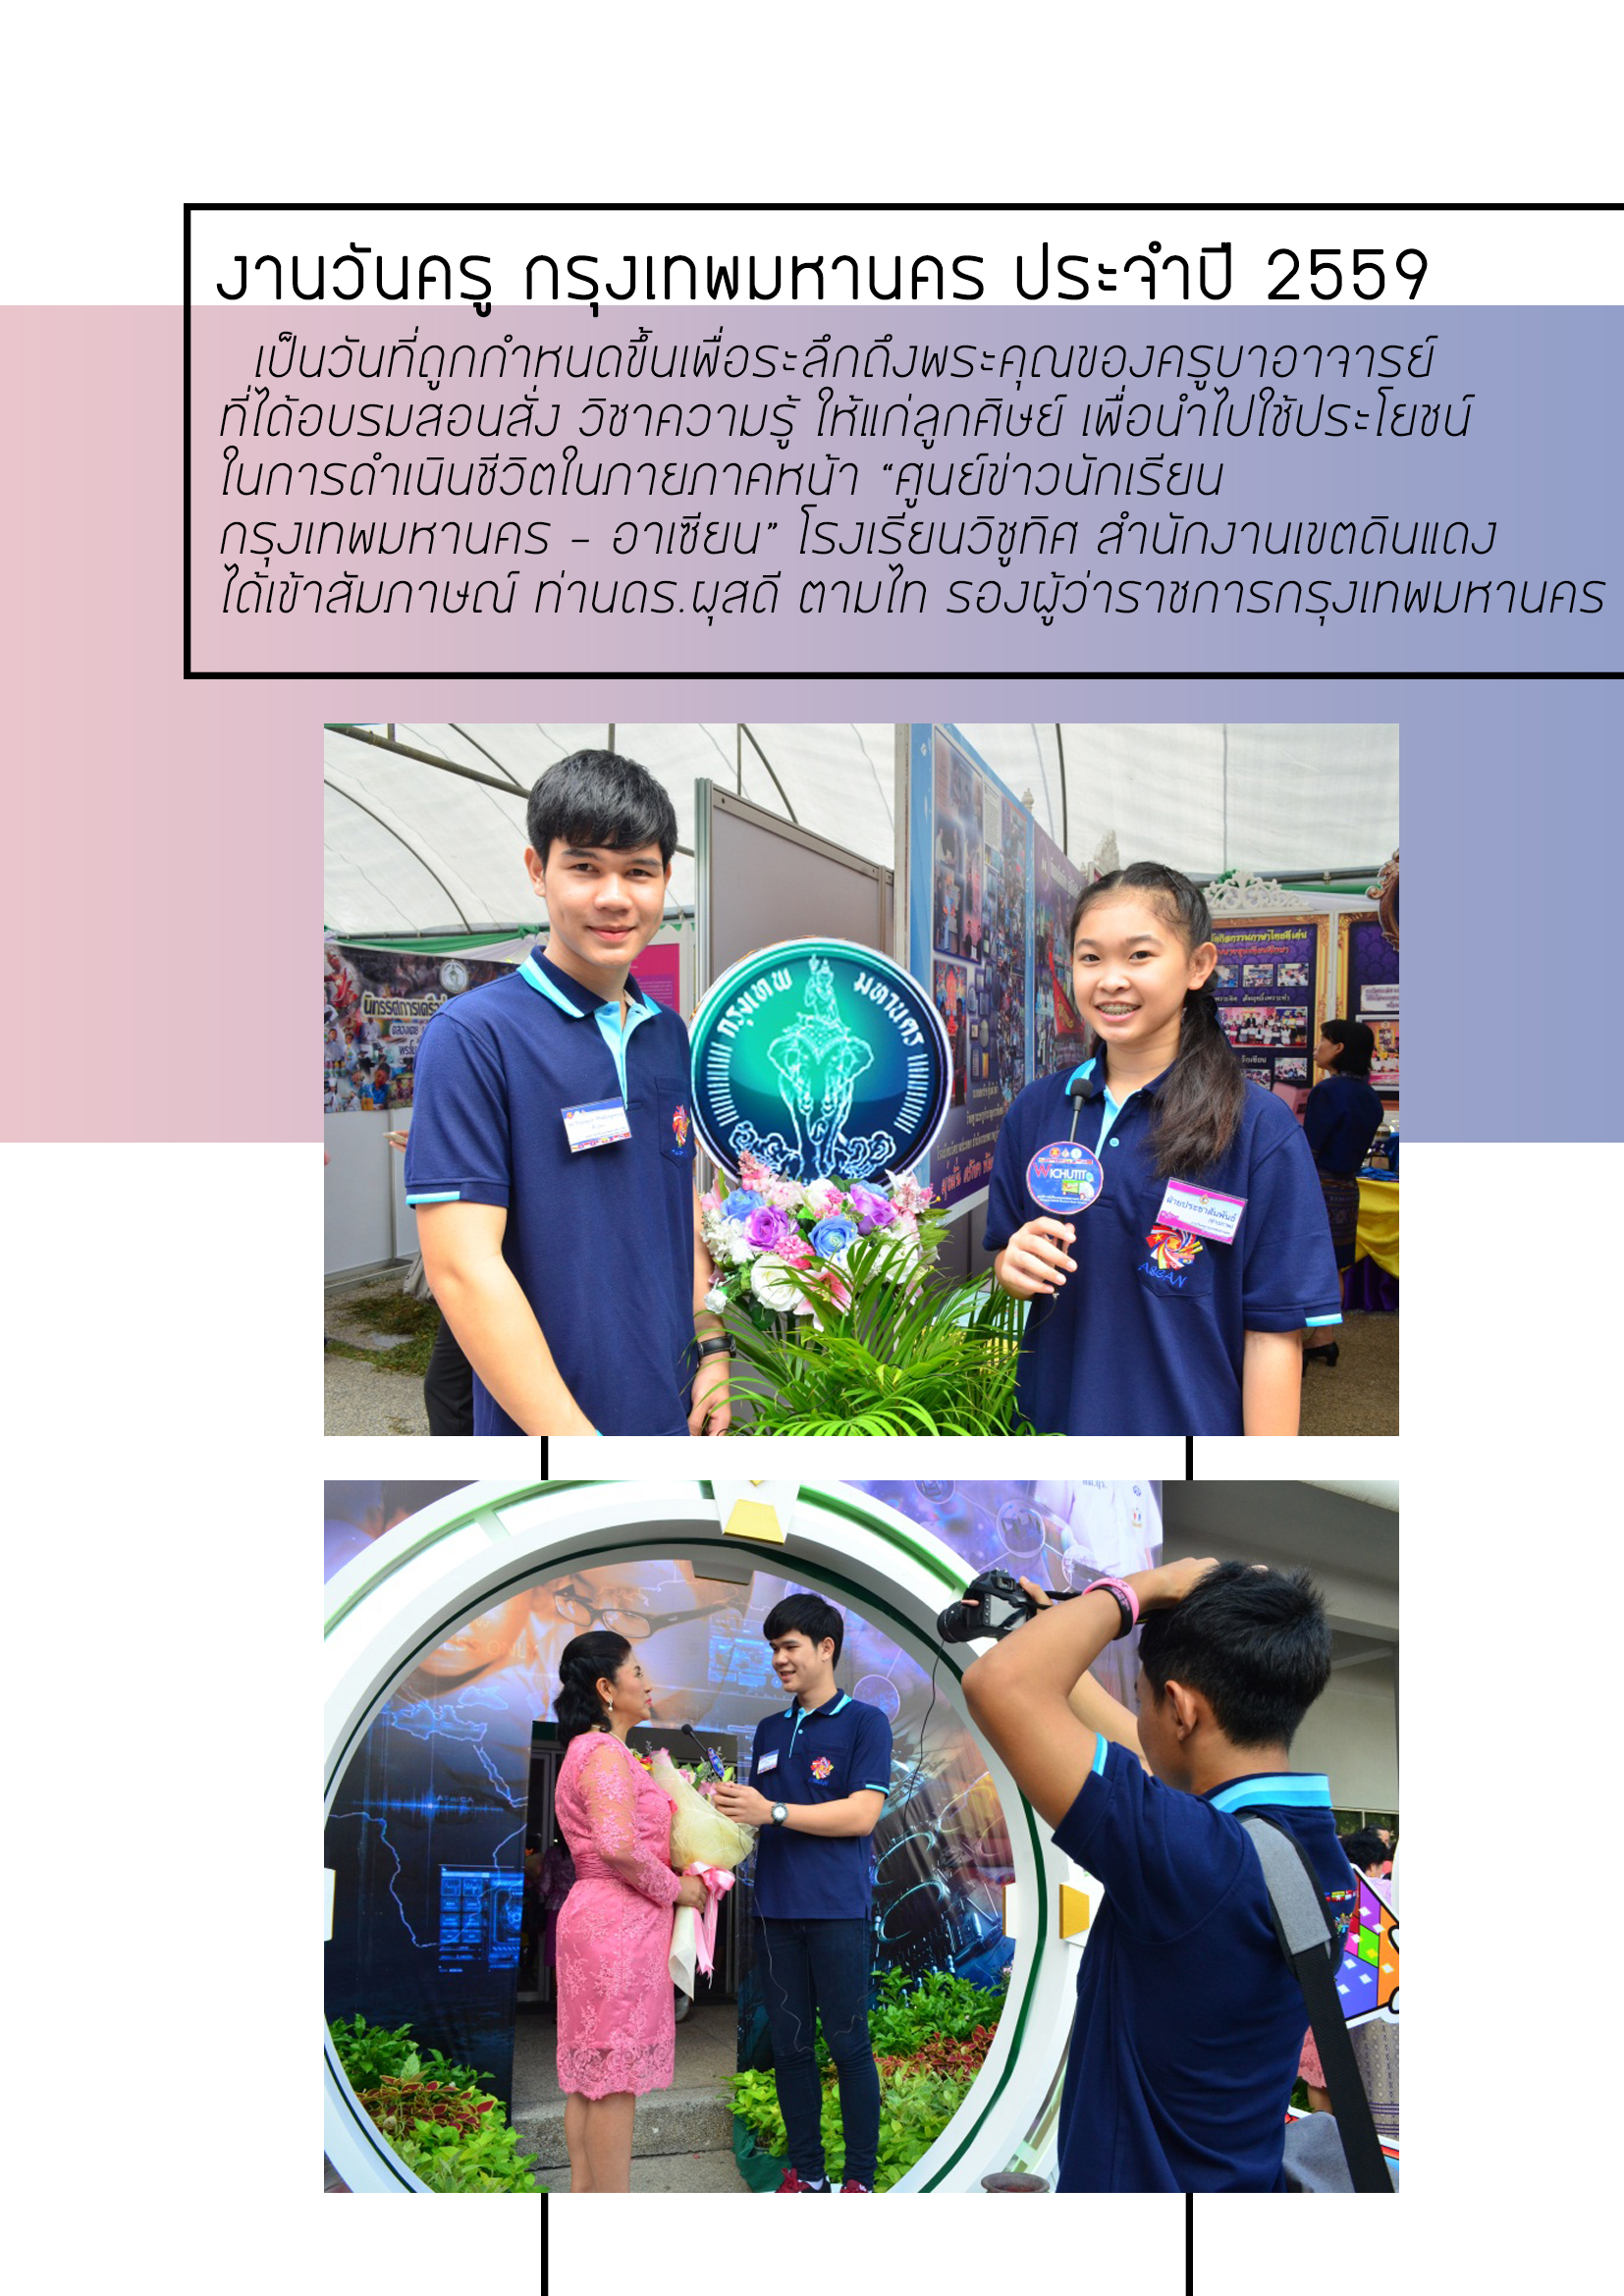 งานวันครู กรุงเทพมหานคร ประจำปี 2559
เป็นวันที่ถูกกำหนดขึ้นเพื่อระลึกถึงพระคุณของครูบาอาจารย์
ที่ได้อบรมสอนสั่ง วิชาความรู้ ให้แก่ลูกศิษย์ เพื่อนำไปใช้ประโยชน์
ในการดำเนินชีวิตในภายภาคหน้า “ศูนย์ข่าวนักเรียน
กรุงเทพมหานคร - อาเซียน” โรงเรียนวิชูทิศ สำนักงานเขตดินแดง
ได้เข้าสัมภาษณ์ ท่านดร.ผุสดี ตามไท รองผู้ว่าราชการกรุงเทพมหานคร
กรุงเทพ มหานคร
WICHUTIT
ฝ่ายประชาสัมพันธ์
ASEAN
AFRICA